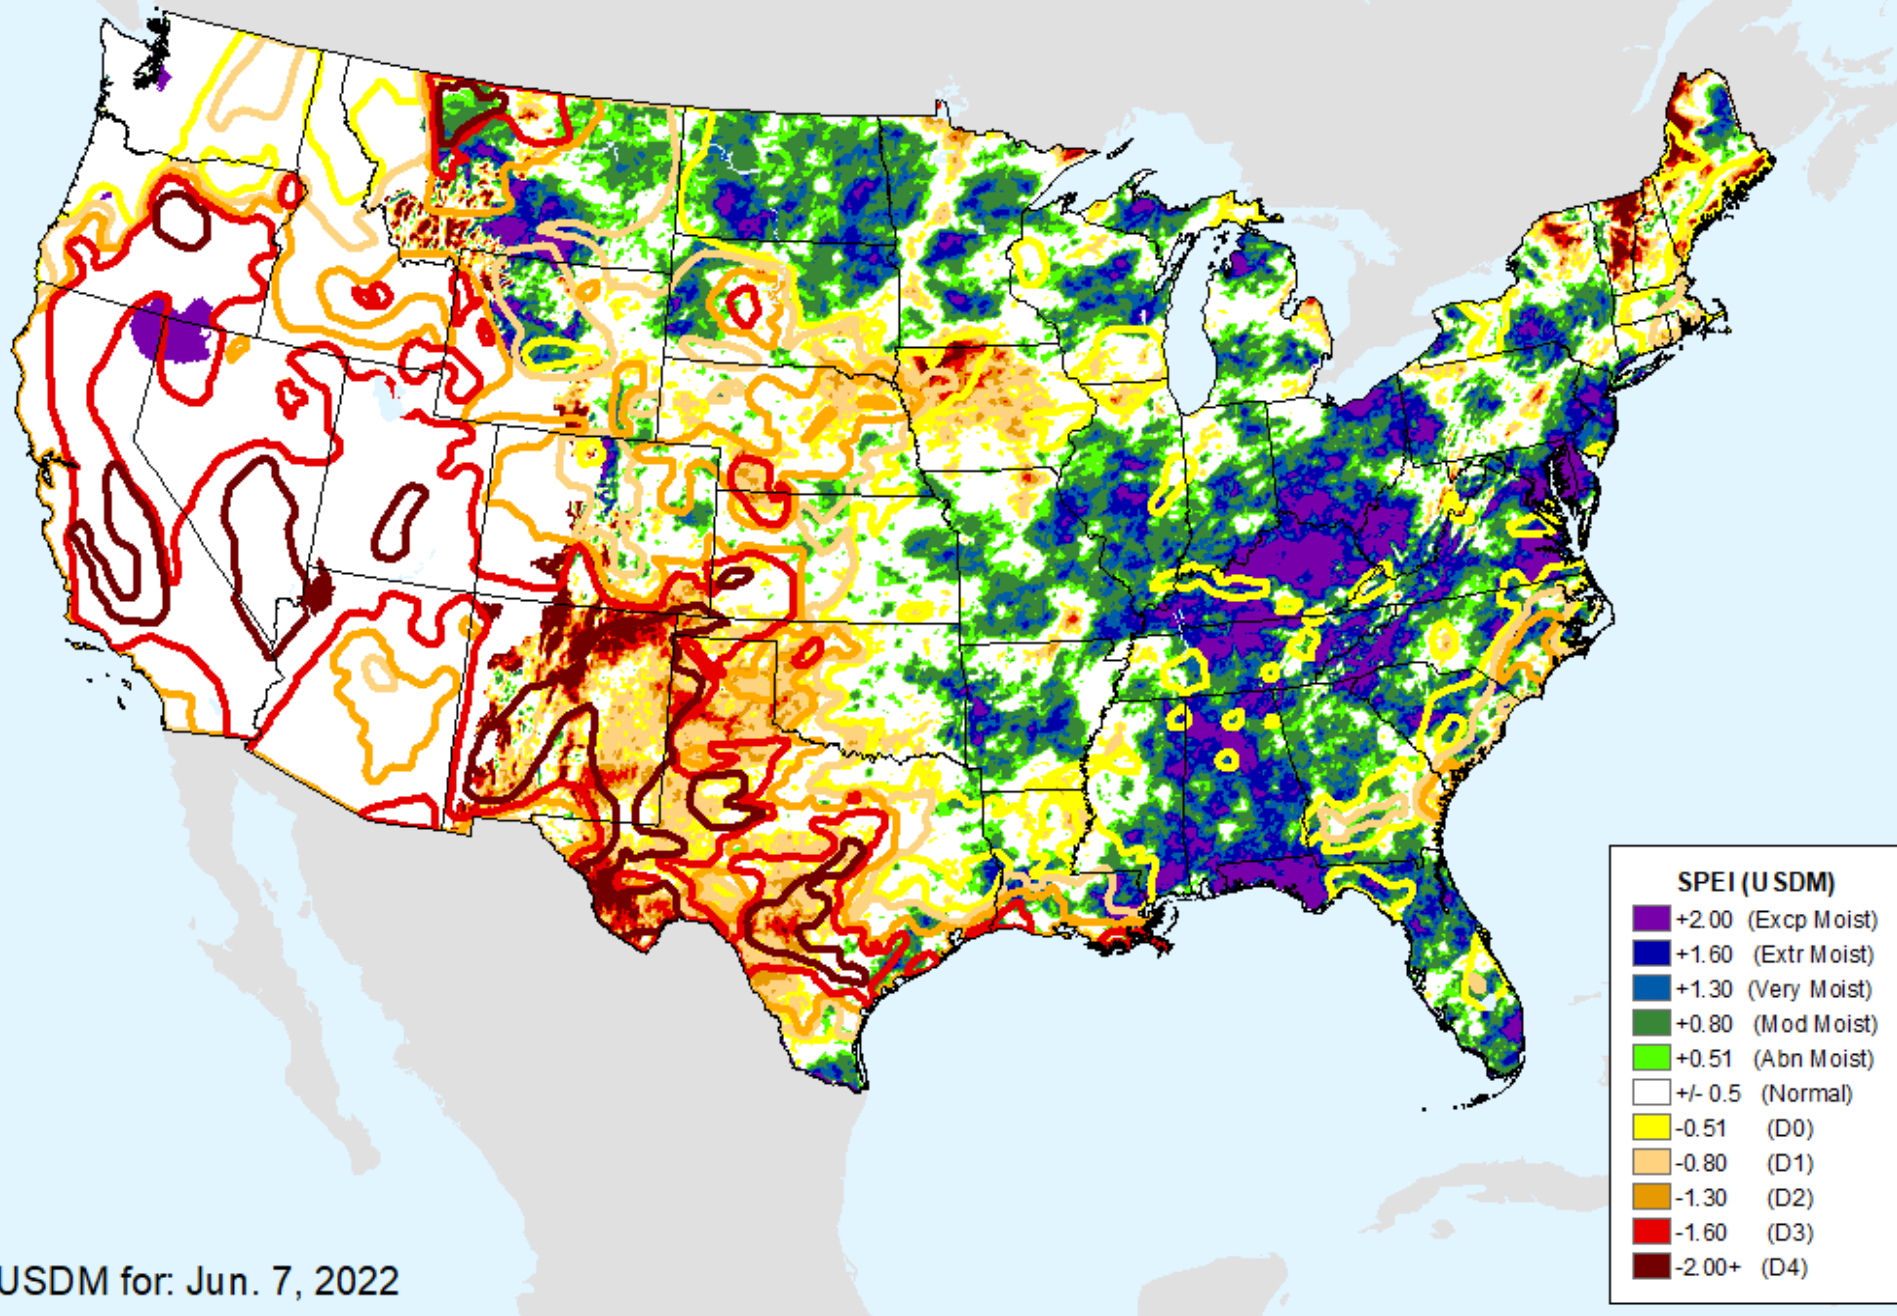 SPEI (USDM)
+2.00 (Excp Moist)
+1.60 (Extr Moist)
+1.30 (Very Moist)
+0.80 (Mod Moist)
+0.51 (Abn Moist)
+/- 0.5 (Normal)
-0.51 (D0)
-0.80 (D1)
-1.30 (D2)
-1.60 (D3)
-2.00+ (D4)
USDM for: Jun. 7, 2022